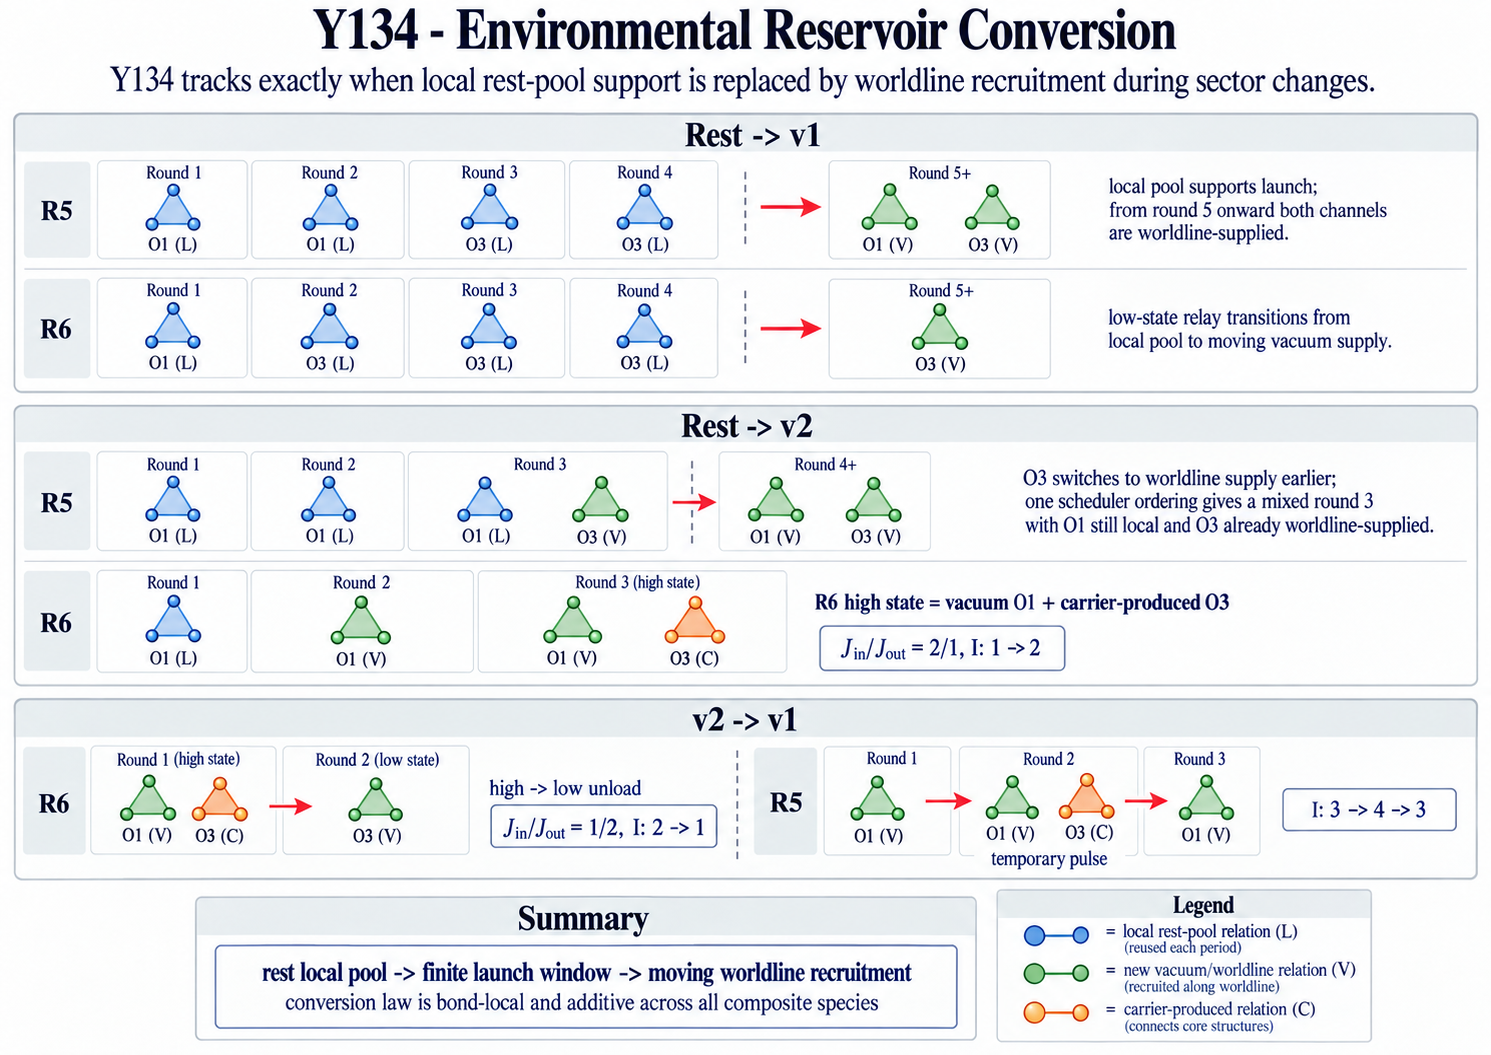 Y134 - Environmental Reservoir Conversion
Y134 tracks exactly when local rest-pool support is replaced by worldline recruitment during sector changes.
Rest -> v1
R5
Round 1
O1 (L)
Round 2
O1 (L)
Round 3
O3 (L)
Round 4
O3 (L)
Round 5+
O1 (V)
O3 (V)
local pool supports launch;
from round 5 onward both channels
are worldline-supplied.
R6
Round 1
O1 (L)
Round 2
O3 (L)
Round 3
O3 (L)
Round 4
O3 (L)
Round 5+
O3 (V)
low-state relay transitions from
local pool to moving vacuum supply.
Rest -> v2
R5
Round 1
O1 (L)
Round 2
O1 (L)
Round 3
O1 (L)
O3 (V)
Round 4+
O1 (V)
O3 (V)
O3 switches to worldline supply earlier;
one scheduler ordering gives a mixed round 3
with O1 still local and O3 already worldline-supplied.
R6
Round 1
O1 (L)
Round 2
O1 (V)
Round 3 (high state)
O1 (V)
O3 (C)
R6 high state = vacuum O1 + carrier-produced O3
Jin/Jout = 2/1, I: 1 -> 2
v2 -> v1
R6
Round 1 (high state)
O1 (V)
O3 (C)
Round 2 (low state)
O3 (V)
high -> low unload
Jin/Jout = 1/2, I: 2 -> 1
R5
Round 1
O1 (V)
Round 2
O1 (V)
O3 (C)
temporary pulse
Round 3
O1 (V)
I: 3 -> 4 -> 3
Summary
rest local pool -> finite launch window -> moving worldline recruitment
conversion law is bond-local and additive across all composite species
Legend
= local rest-pool relation (L)
(reused each period)
= new vacuum/worldline relation (V)
(recruited along worldline)
= carrier-produced relation (C)
(connects core structures)